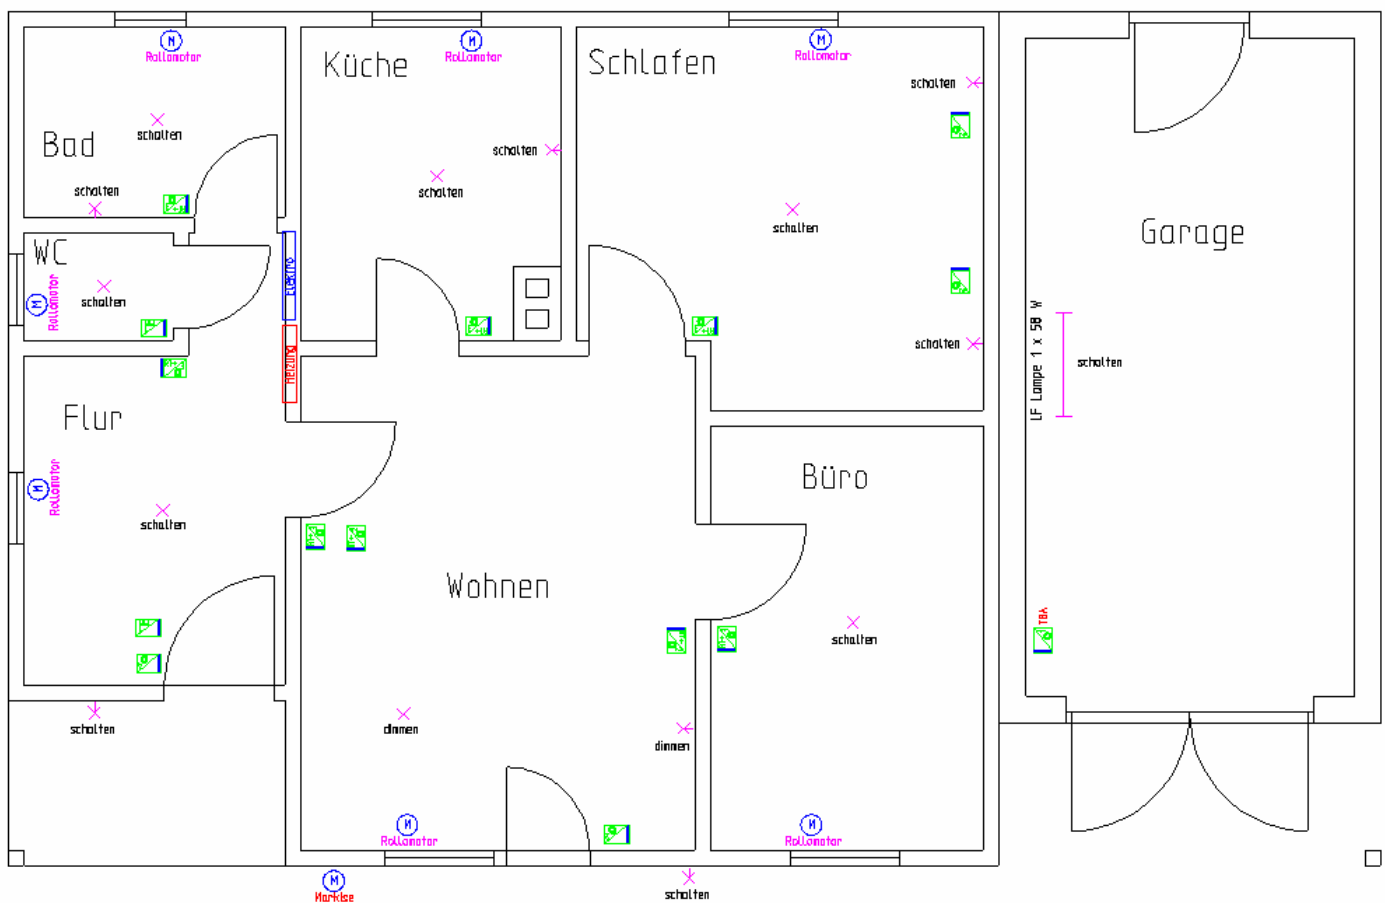 Rollomotor
Rollomotor
Rollomotor
Küche
Schlafen
schalten
Bad
schalten
schalten
schalten
schalten
schalten
Garage
WC
Rollomotor
schalten
Elektro
Heizung
schalten
LF Lampe 1 x 58 W
schalten
Flur
Rollomotor
schalten
Büro
Wohnen
TBA
schalten
schalten
dimmen
dimmen
Rollomotor
Rollomotor
Markise
schalten
M
M
M
M
M
M
M
M